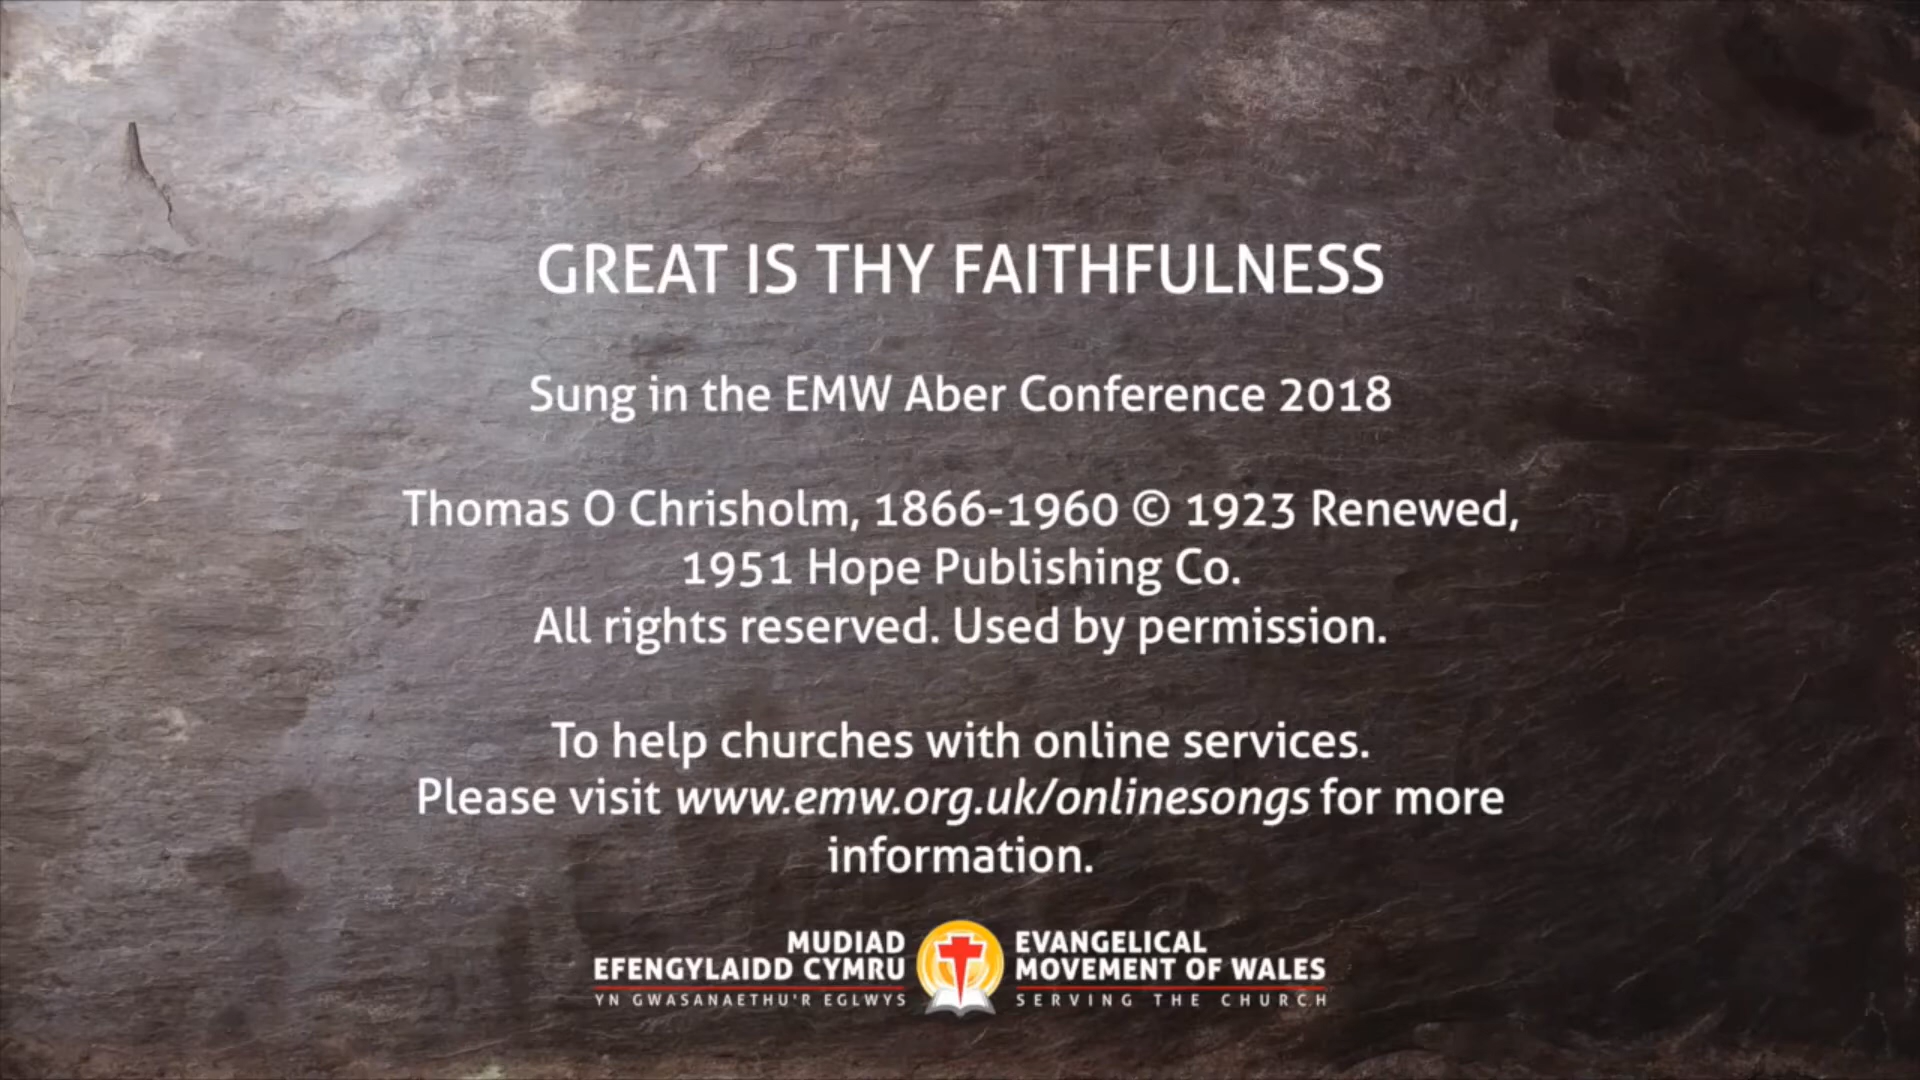 GREAT IS THY FAITHFULNESS
Sung in the EMW Aber Conference 2018
Thomas O Chrisholm, 1866-1960 © 1923 Renewed,
1951 Hope Publishing Co.
All rights reserved. Used by permission.
To help churches with online services.
Please visit www.emw.org.uk/onlinesongs for more
information.
MUDIAD
EFENGYLAIDD CYMRU
YN GWASANAETHU'R EGLWYS
EVANGELICAL
MOVEMENT OF WALES
SERVING THE CHURCH